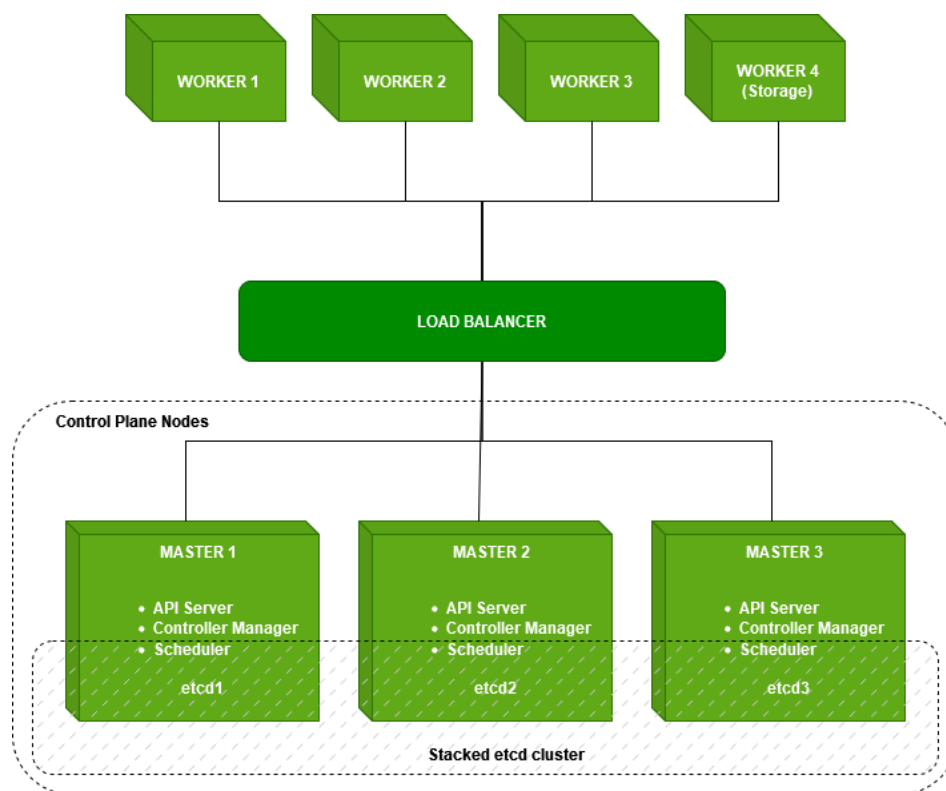 WORKER 1
WORKER 2
WORKER 3
WORKER 4
(Storage)
LOAD BALANCER
Control Plane Nodes
MASTER 1
• API Server
• Controller Manager
• Scheduler
etcd1
MASTER 2
• API Server
• Controller Manager
• Scheduler
etcd2
MASTER 3
• API Server
• Controller Manager
• Scheduler
etcd3
Stacked etcd cluster